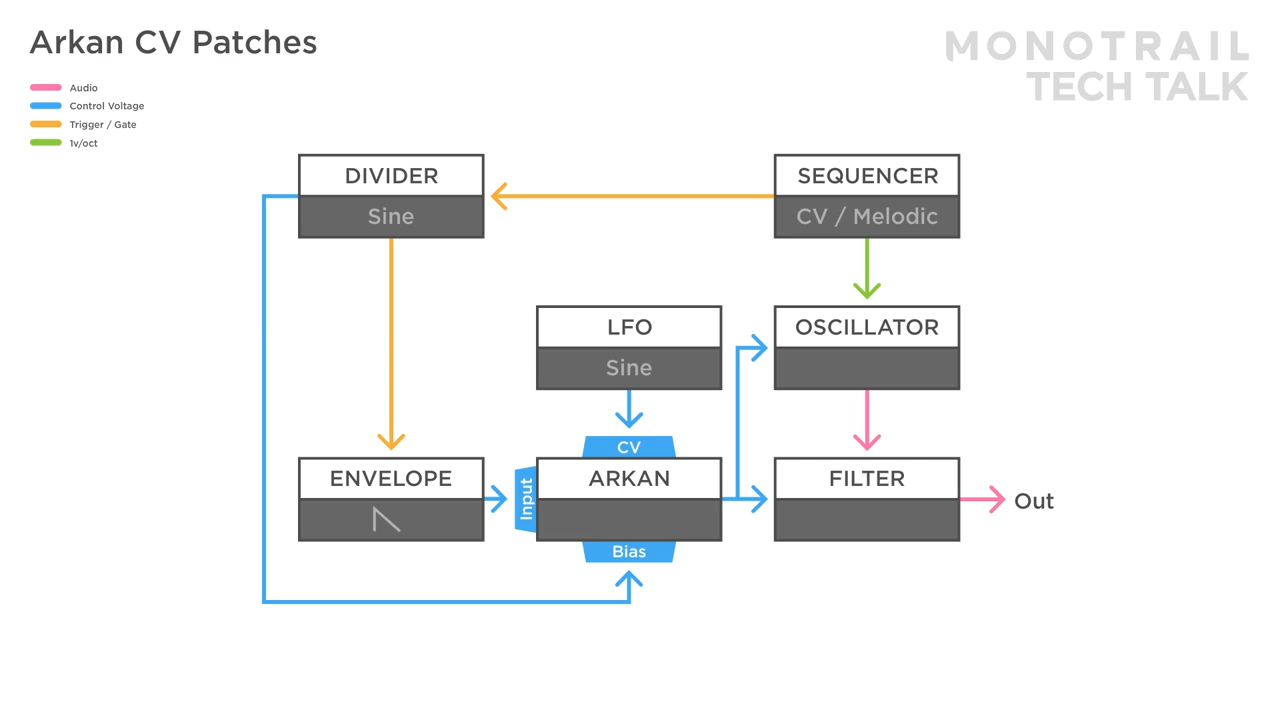 Arkan CV Patches
MONOTRAIL
TECH TALK
Audio
Control Voltage
Trigger / Gate
1v/oct
DIVIDER
Sine
SEQUENCER
CV / Melodic
LFO
Sine
OSCILLATOR
CV
ENVELOPE
Input
ARKAN
FILTER
Out
Bias